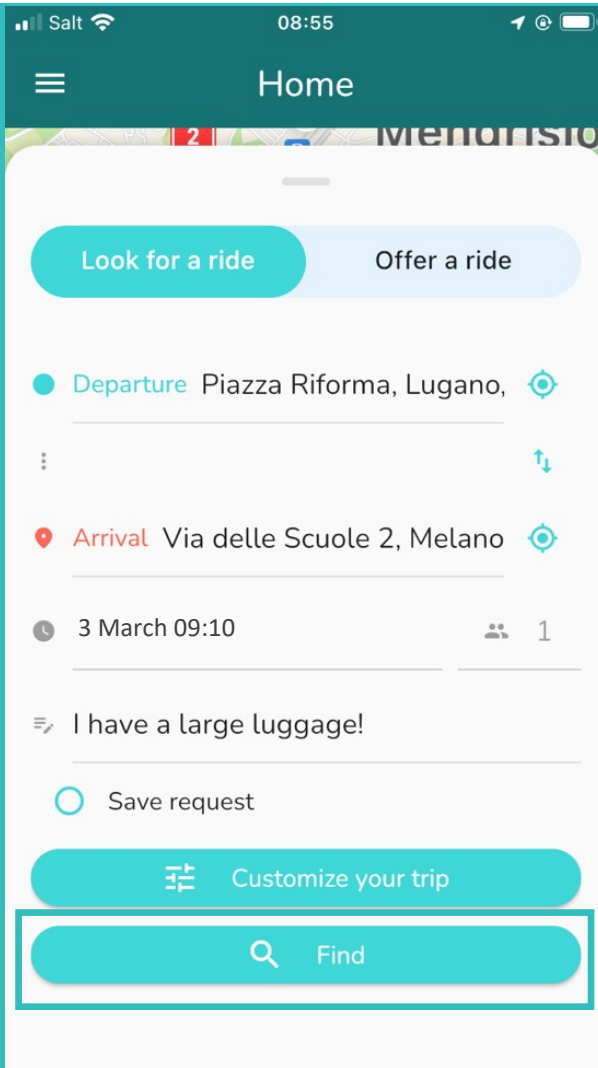 Salt 08:55
Home
2 Mendrisio
Look for a ride Offer a ride
Departure Piazza Riforma, Lugano,
Arrival Via delle Scuole 2, Melano
3 March 09:10 1
I have a large luggage!
Save request
Customize your trip
Find